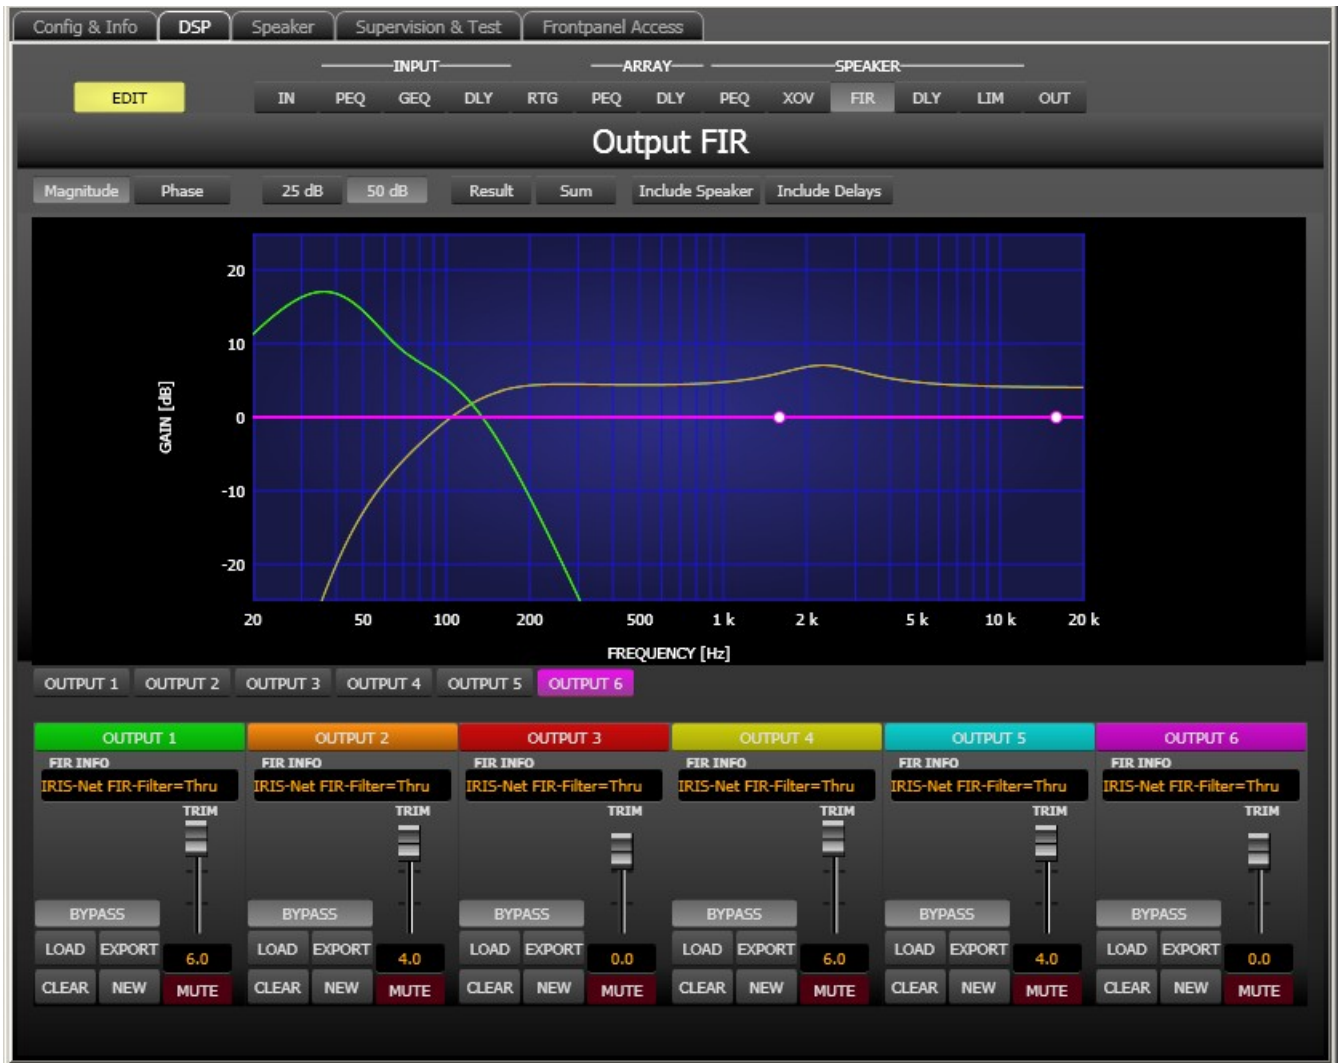 Config & Info DSP Speaker Supervision & Test Frontpanel Access
INPUT ARRAY SPEAKER
EDIT IN PEQ GEQ DLY RTG PEQ DLY PEQ XOV FIR DLY LIM OUT
Output FIR
Magnitude Phase 25 dB 50 dB Result Sum Include Speaker Include Delays
20
10
0
-10
-20
GAIN [dB]
20 50 100 200 500 1 k 2 k 5 k 10 k 20 k
FREQUENCY [Hz]
OUTPUT 1 OUTPUT 2 OUTPUT 3 OUTPUT 4 OUTPUT 5 OUTPUT 6
OUTPUT 1 OUTPUT 2 OUTPUT 3 OUTPUT 4 OUTPUT 5 OUTPUT 6
FIR INFO FIR INFO FIR INFO FIR INFO FIR INFO FIR INFO
IRIS-Net FIR-Filter=Thru IRIS-Net FIR-Filter=Thru IRIS-Net FIR-Filter=Thru IRIS-Net FIR-Filter=Thru IRIS-Net FIR-Filter=Thru IRIS-Net FIR-Filter=Thru
TRIM TRIM TRIM TRIM TRIM TRIM
BYPASS BYPASS BYPASS BYPASS BYPASS BYPASS
LOAD EXPORT 6.0 LOAD EXPORT 4.0 LOAD EXPORT 0.0 LOAD EXPORT 6.0 LOAD EXPORT 4.0 LOAD EXPORT 0.0
CLEAR NEW MUTE CLEAR NEW MUTE CLEAR NEW MUTE CLEAR NEW MUTE CLEAR NEW MUTE CLEAR NEW MUTE